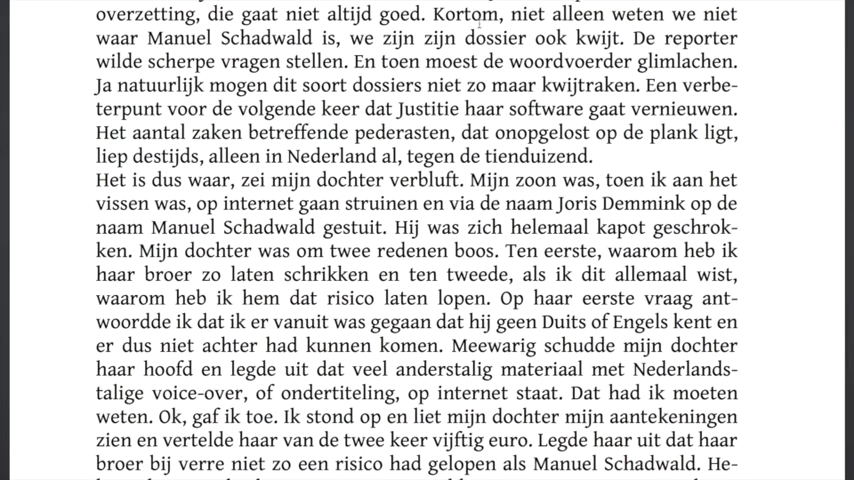 overzetting, die gaat niet altijd goed. Kortom, niet alleen weten we niet
waar Manuel Schadwald is, we zijn zijn dossier ook kwijt. De reporter
wilde scherpe vragen stellen. En toen moest de woordvoerder glimlachen.
Ja natuurlijk mogen dit soort dossiers niet zo maar kwijtraken. Een verbe-
terpunt voor de volgende keer dat Justitie haar software gaat vernieuwen.
Het aantal zaken betreffende pederasten, dat onopgelost op de plank ligt,
liep destijds, alleen in Nederland al, tegen de tienduizend.
Het is dus waar, zei mijn dochter verbluft. Mijn zoon was, toen ik aan het
vissen was, op internet gaan struinen en via de naam Joris Demmink op de
naam Manuel Schadwald gestuit. Hij was zich helemaal kapot geschrok-
ken. Mijn dochter was om twee redenen boos. Ten eerste, waarom heb ik
haar broer zo laten schrikken en ten tweede, als ik dit allemaal wist,
waarom heb ik hem dat risico laten lopen. Op haar eerste vraag ant-
woordde ik dat ik er vanuit was gegaan dat hij geen Duits of Engels kent en
er dus niet achter had kunnen komen. Meewarig schudde mijn dochter
haar hoofd en legde uit dat veel anderstalig materiaal met Nederlands-
talige voice-over, of ondertiteling, op internet staat. Dat had ik moeten
weten. Ok, gaf ik toe. Ik stond op en liet mijn dochter mijn aantekeningen
zien en vertelde haar van de twee keer vijftig euro. Legde haar uit dat haar
broer bij verre niet zo een risico had gelopen als Manuel Schadwald. He-